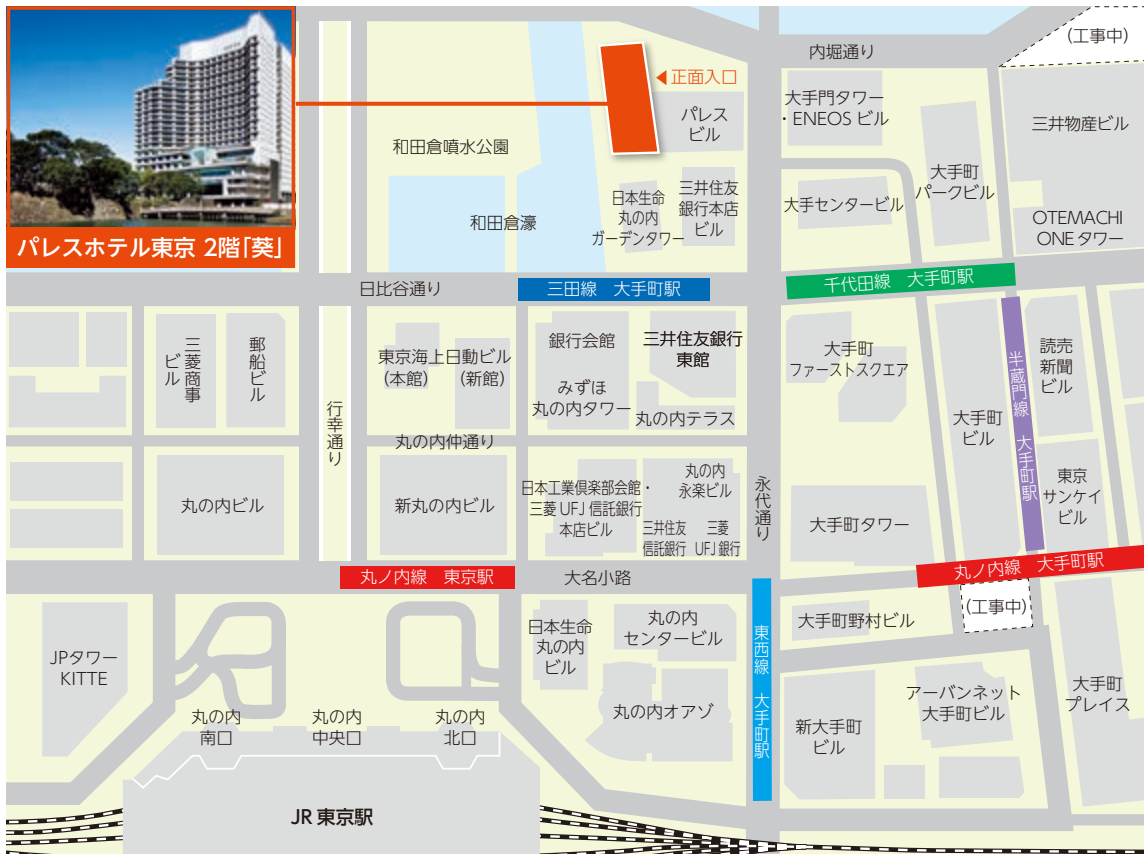 内堀通り
(工事中)
◀正面入口
パレス
ビル
大手門タワー
・ENEOS ビル
三井物産ビル
大手町
パークビル
和田倉噴水公園
日本生命
丸の内
ガーデンタワー
三井住友
銀行本店
ビル
大手センタービル
OTEMACHI
ONE タワー
和田倉濠
パレスホテル東京 2階「葵」
日比谷通り
三田線 大手町駅
千代田線 大手町駅
三菱商事
ビル
郵船ビル
行幸通り
東京海上日動ビル
(本館) (新館)
銀行会館
みずほ
丸の内タワー
三井住友銀行
東館
丸の内テラス
大手町
ファーストスクエア
大手町
ビル
半蔵門線 大手町駅
読売
新聞
ビル
丸の内仲通り
丸の内ビル
新丸の内ビル
日本工業倶楽部会館・
三菱 UFJ 信託銀行
本店ビル
丸の内
永楽ビル
三井住友
信託銀行
三菱
UFJ 銀行
永代通り
大手町タワー
東京
サンケイ
ビル
丸ノ内線 東京駅
大名小路
丸ノ内線 大手町駅
(工事中)
JPタワー
KITTE
日本生命
丸の内
ビル
丸の内
センタービル
東西線 大手町駅
大手町野村ビル
丸の内
南口
丸の内
中央口
丸の内
北口
丸の内オアゾ
新大手町
ビル
アーバンネット
大手町ビル
大手町
プレイス
JR 東京駅